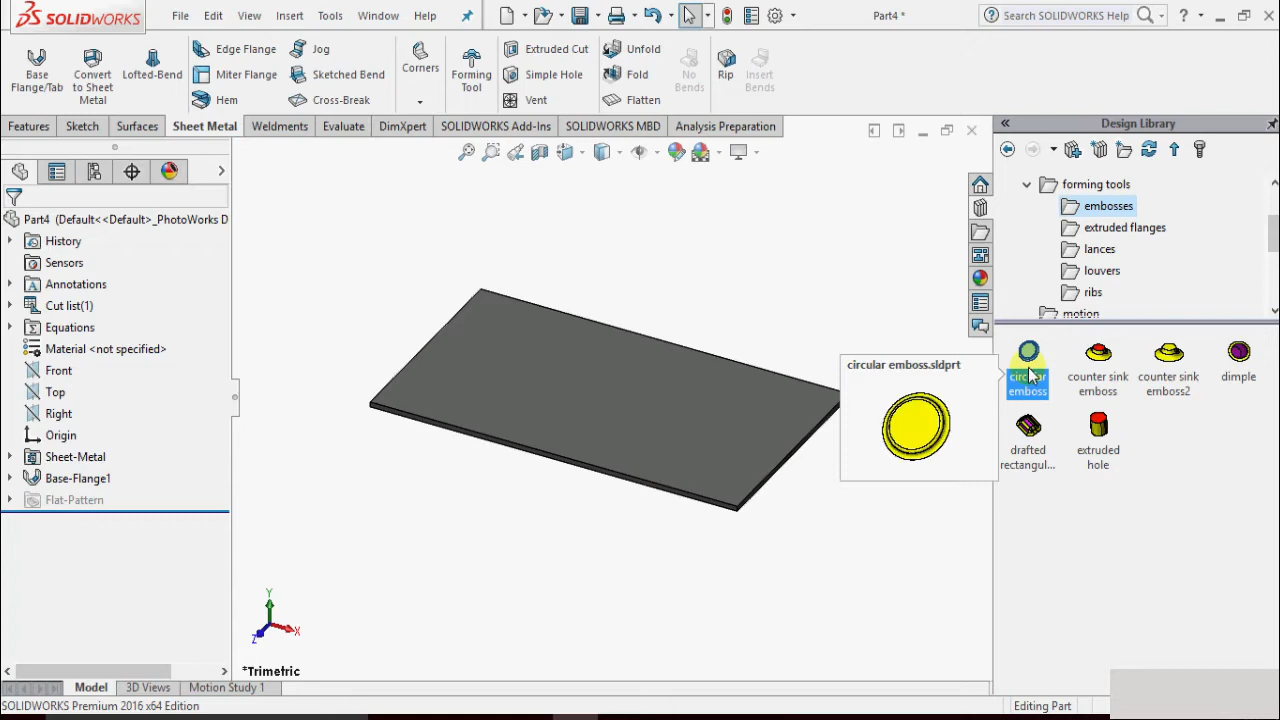 SOLIDWORKS
File Edit View Insert Tools Window Help
Part4 *
Search SOLIDWORKS Help
?
Base Flange/Tab
Convert to Sheet Metal
Lofted-Bend
Edge Flange
Miter Flange
Hem
Jog
Sketched Bend
Cross-Break
Corners
Forming Tool
Extruded Cut
Simple Hole
Vent
Unfold
Fold
Flatten
No Bends
Rip
Insert Bends
Features Sketch Surfaces Sheet Metal Weldments Evaluate DimXpert SOLIDWORKS Add-Ins SOLIDWORKS MBD Analysis Preparation
Part4 (Default<<Default>_PhotoWorks D
History
Sensors
Annotations
Cut list(1)
Equations
Material <not specified>
Front
Top
Right
Origin
Sheet-Metal
Base-Flange1
Flat-Pattern
Y
X
Z
*Trimetric
Design Library
forming tools
embosses
extruded flanges
lances
louvers
ribs
motion
circular emboss.sldprt
circular emboss
counter sink emboss
counter sink emboss2
dimple
drafted rectangul...
extruded hole
Model 3D Views Motion Study 1
SOLIDWORKS Premium 2016 x64 Edition
Editing Part